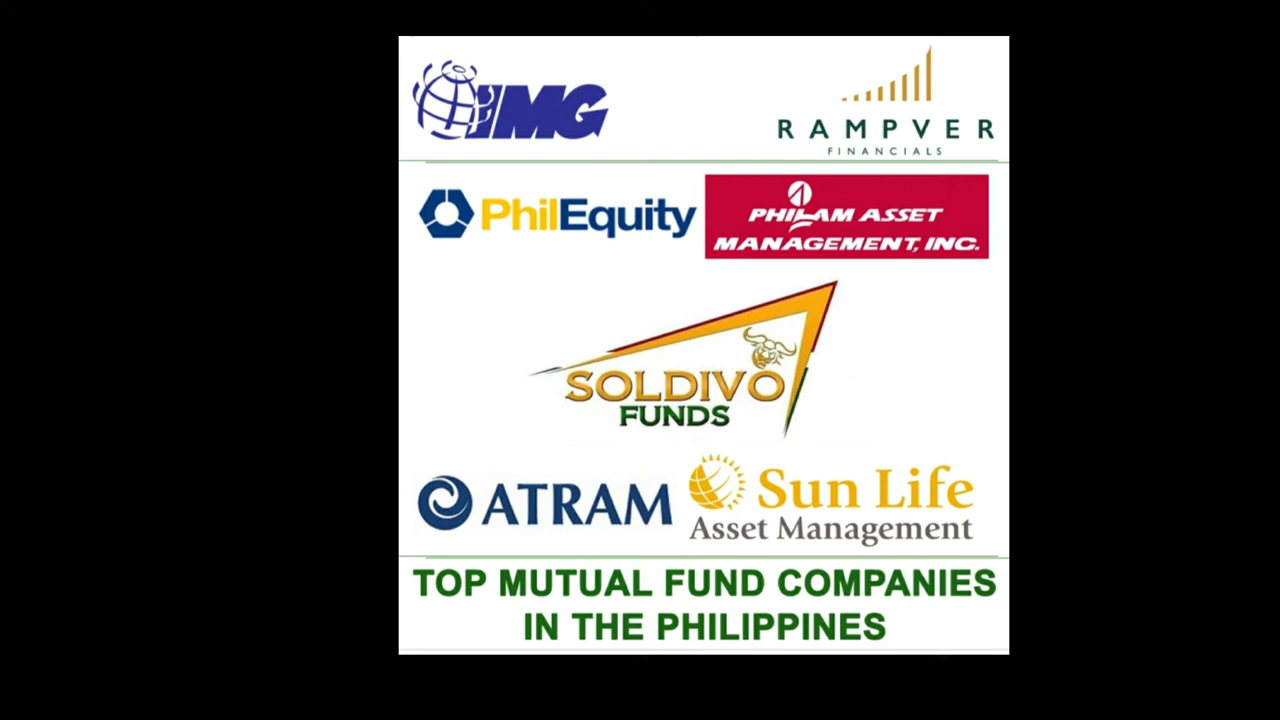 IMG
RAMPVER
FINANCIALS
PhilEquity
PHILAM ASSET
MANAGEMENT, INC.
SOLDIVO
FUNDS
ATRAM
Sun Life
Asset Management
TOP MUTUAL FUND COMPANIES
IN THE PHILIPPINES